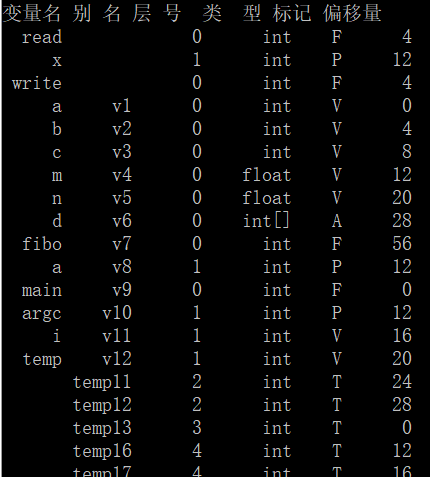 变量名 别 名 层 号 类 型 标记 偏移量
read 0 int F 4
x 1 int P 12
write 0 int F 4
a v1 0 int V 0
b v2 0 int V 4
c v3 0 int V 8
m v4 0 float V 12
n v5 0 float V 20
d v6 0 int[] A 28
fibo v7 0 int F 56
a v8 1 int P 12
main v9 0 int F 0
argc v10 1 int P 12
i v11 1 int V 16
temp v12 1 int V 20
temp11 2 int T 24
temp12 2 int T 28
temp13 3 int T 0
temp16 4 int T 12
temp17 4 int T 16